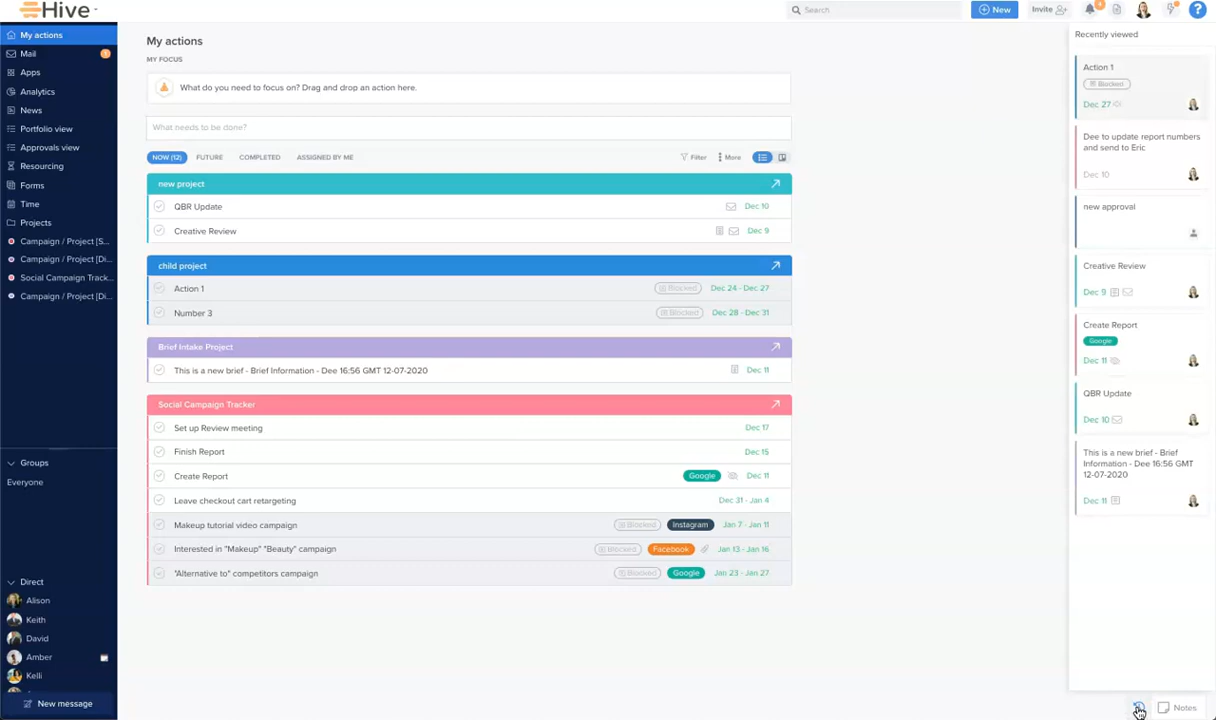 Hive
Search
New
Invite
4
?
My actions
Mail
1
Apps
Analytics
News
Portfolio view
Approvals view
Resourcing
Forms
Time
Projects
Campaign / Project [S...
Campaign / Project [Di...
Social Campaign Track...
Campaign / Project [Di...
Groups
Everyone
Direct
Alison
Keith
David
Amber
Kelli
New message
My actions
MY FOCUS
What do you need to focus on? Drag and drop an action here.
What needs to be done?
NOW (12) FUTURE COMPLETED ASSIGNED BY ME Filter More
new project
QBR Update Dec 10
Creative Review Dec 9
child project
Action 1 Blocked Dec 24 - Dec 27
Number 3 Blocked Dec 28 - Dec 31
Brief Intake Project
This is a new brief - Brief Information - Dee 16:56 GMT 12-07-2020 Dec 11
Social Campaign Tracker
Set up Review meeting Dec 17
Finish Report Dec 15
Create Report Google Dec 11
Leave checkout cart retargeting Dec 31 - Jan 4
Makeup tutorial video campaign Blocked Instagram Jan 7 - Jan 11
Interested in "Makeup" "Beauty" campaign Blocked Facebook Jan 13 - Jan 16
"Alternative to" competitors campaign Blocked Google Jan 23 - Jan 27
Recently viewed
Action 1
Blocked
Dec 27
Dee to update report numbers
and send to Eric
Dec 10
new approval
Creative Review
Dec 9
Create Report
Google
Dec 11
QBR Update
Dec 10
This is a new brief - Brief
Information - Dee 16:56 GMT
12-07-2020
Dec 11
Notes